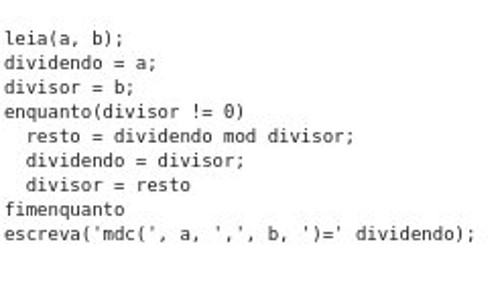 leia(a, b);
dividendo = a;
divisor = b;
enquanto(divisor != 0)
  resto = dividendo mod divisor;
  dividendo = divisor;
  divisor = resto
fimenquanto
escreva('mdc(', a, ',', b, ')=' dividendo);